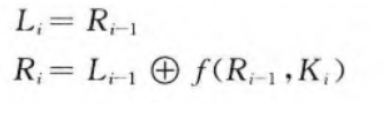 Lᵢ = Rᵢ₋₁
Rᵢ = Lᵢ₋₁ ⊕ f(Rᵢ₋₁, Kᵢ)